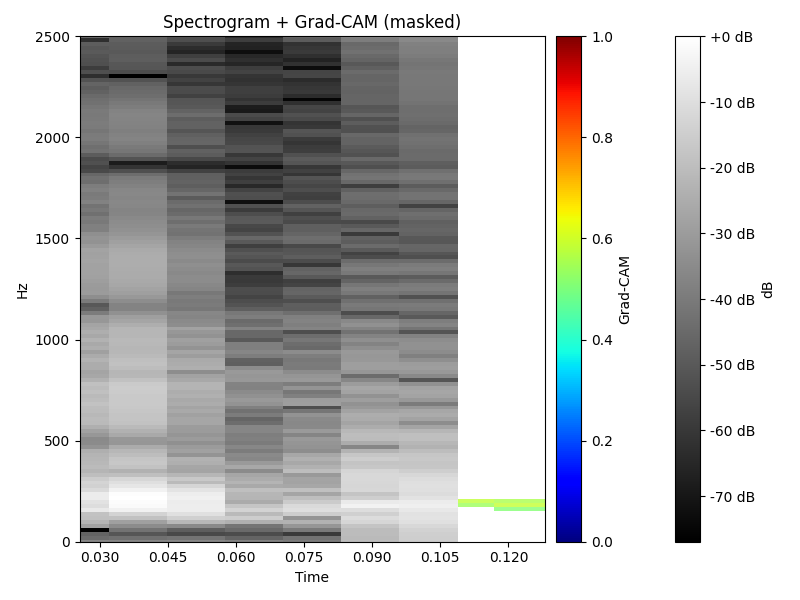 Spectrogram + Grad-CAM (masked)
2500
2000
1500
1000
500
0
Hz
0.030 0.045 0.060 0.075 0.090 0.105 0.120
Time
1.0
0.8
0.6
0.4
0.2
0.0
Grad-CAM
+0 dB
-10 dB
-20 dB
-30 dB
-40 dB
-50 dB
-60 dB
-70 dB
dB